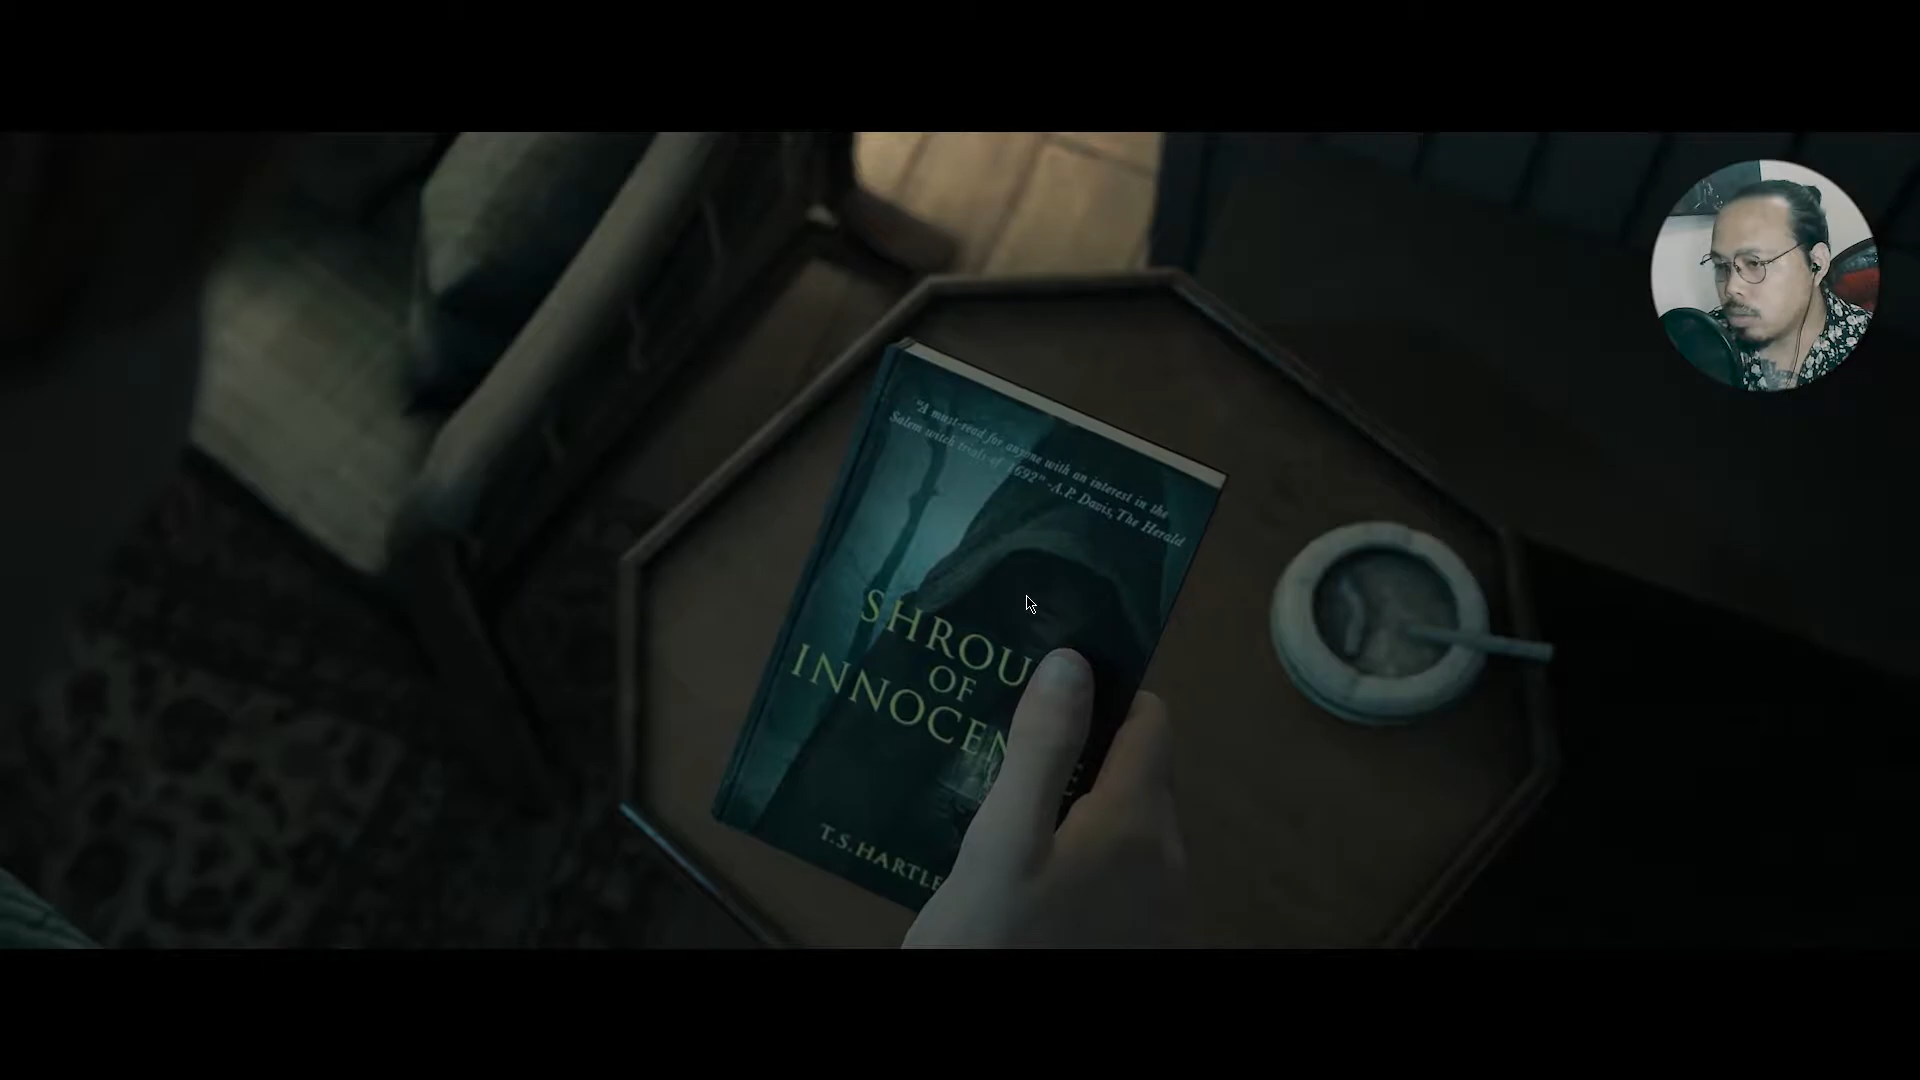 "A must-read for anyone with an interest in the
Salem witch trials of 1692" -A.P. Davis, The Herald
SHROU
OF
INNOCEN
T.S. HARTLE